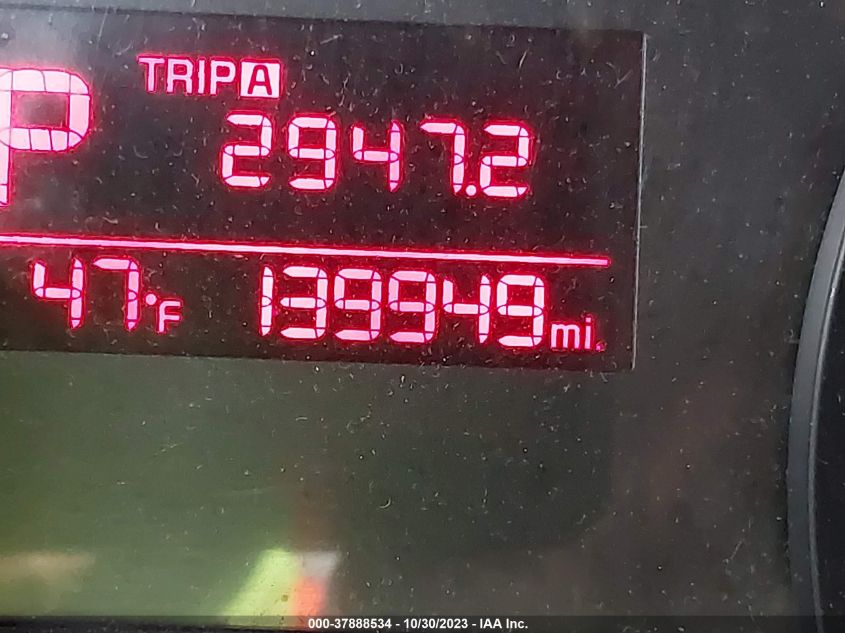 P TRIP A
2947.2
47°F 139949 mi.
000-37888534 - 10/30/2023 - IAA Inc.